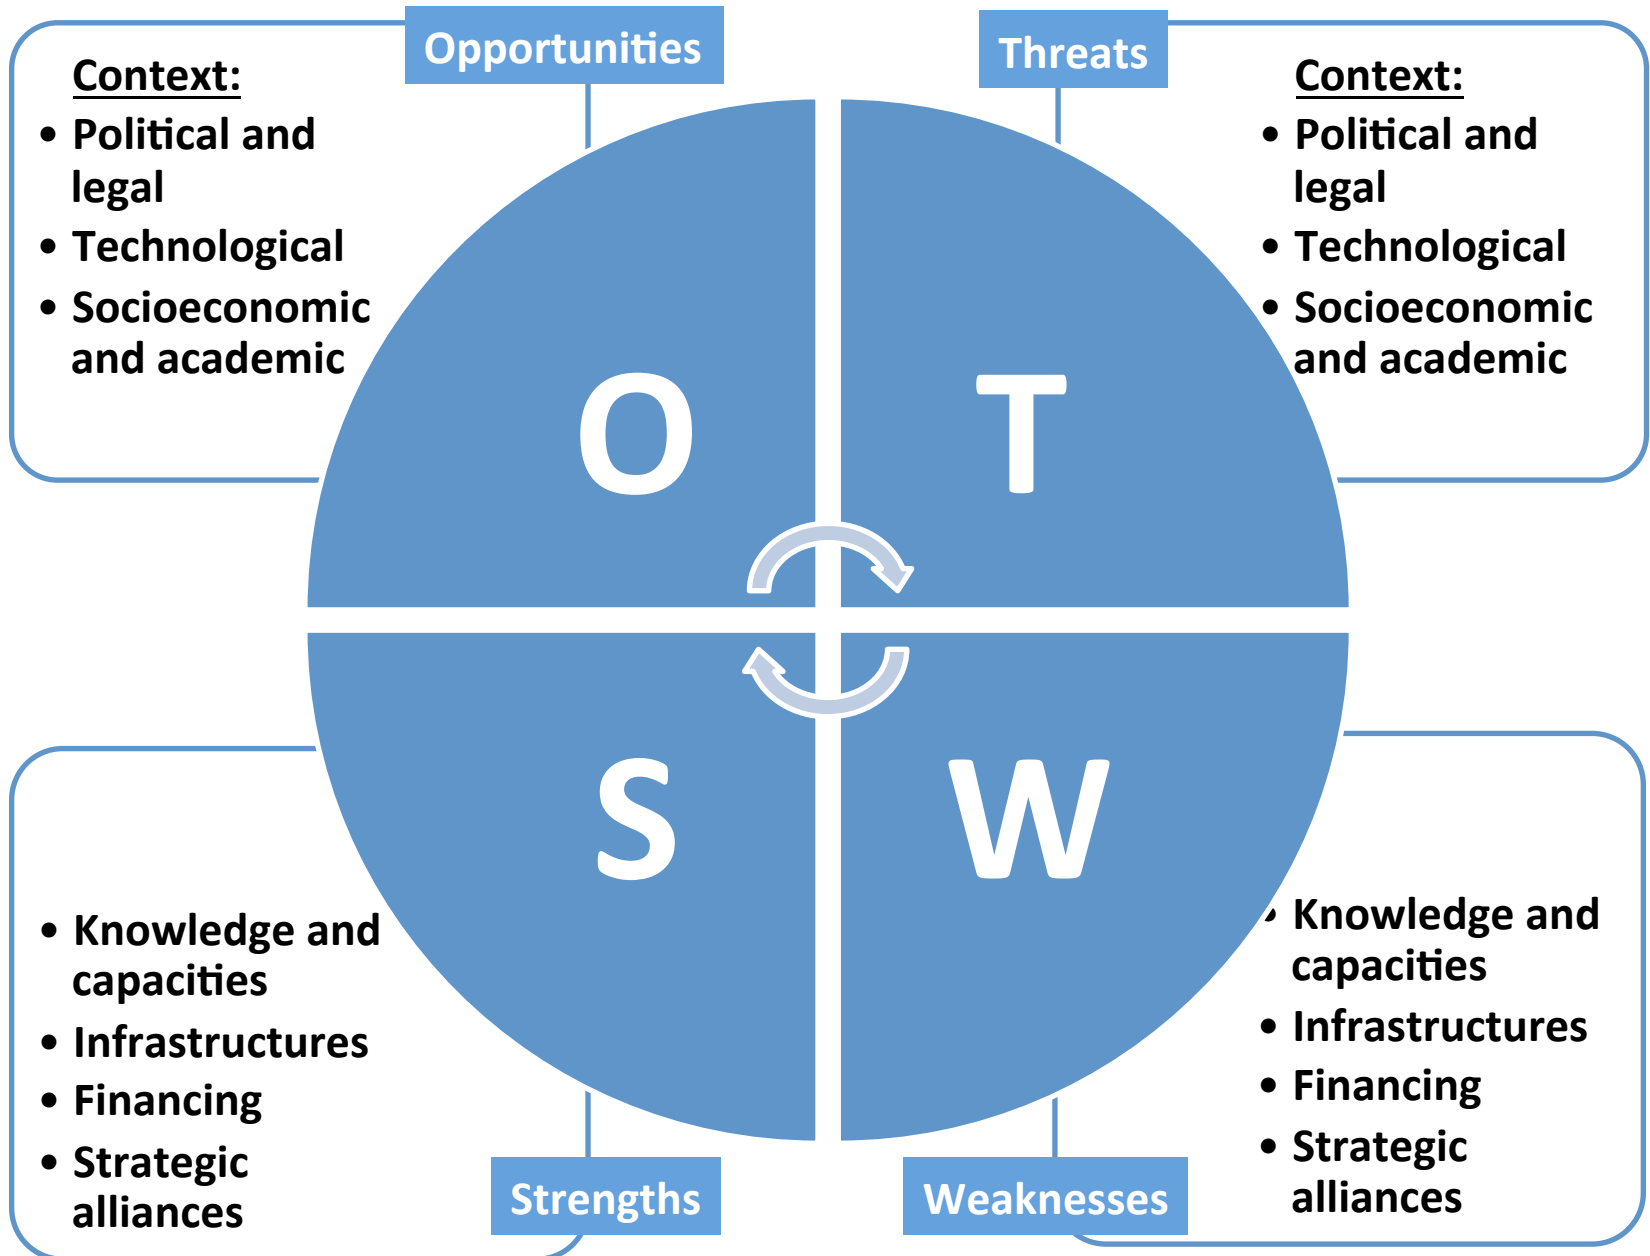 Opportunities
Context:
• Political and
legal
• Technological
• Socioeconomic
and academic
O
Threats
Context:
• Political and
legal
• Technological
• Socioeconomic
and academic
T
S
• Knowledge and
capacities
• Infrastructures
• Financing
• Strategic
alliances
Strengths
W
• Knowledge and
capacities
• Infrastructures
• Financing
• Strategic
alliances
Weaknesses